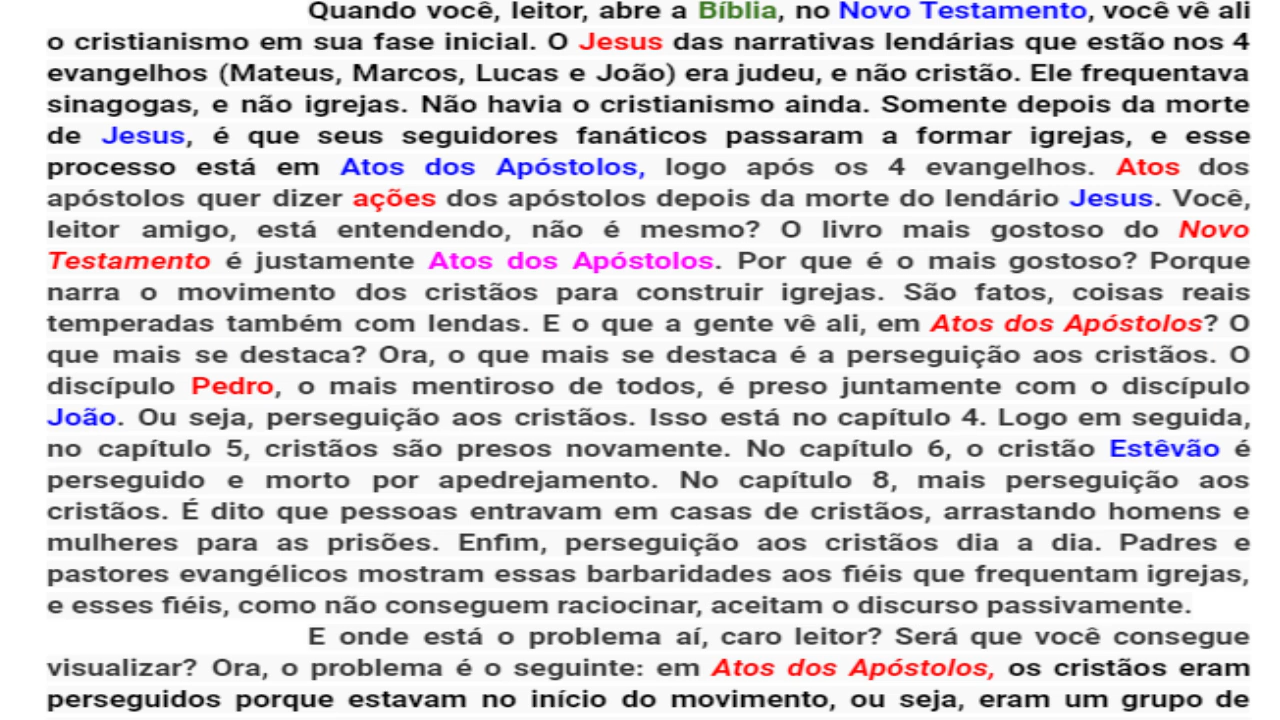 Quando você, leitor, abre a Bíblia, no Novo Testamento, você vê ali
o cristianismo em sua fase inicial. O Jesus das narrativas lendárias que estão nos 4
evangelhos (Mateus, Marcos, Lucas e João) era judeu, e não cristão. Ele frequentava
sinagogas, e não igrejas. Não havia o cristianismo ainda. Somente depois da morte
de Jesus, é que seus seguidores fanáticos passaram a formar igrejas, e esse
processo está em Atos dos Apóstolos, logo após os 4 evangelhos. Atos dos
apóstolos quer dizer ações dos apóstolos depois da morte do lendário Jesus. Você,
leitor amigo, está entendendo, não é mesmo? O livro mais gostoso do Novo
Testamento é justamente Atos dos Apóstolos. Por que é o mais gostoso? Porque
narra o movimento dos cristãos para construir igrejas. São fatos, coisas reais
temperadas também com lendas. E o que a gente vê ali, em Atos dos Apóstolos? O
que mais se destaca? Ora, o que mais se destaca é a perseguição aos cristãos. O
discípulo Pedro, o mais mentiroso de todos, é preso juntamente com o discípulo
João. Ou seja, perseguição aos cristãos. Isso está no capítulo 4. Logo em seguida,
no capítulo 5, cristãos são presos novamente. No capítulo 6, o cristão Estêvão é
perseguido e morto por apedrejamento. No capítulo 8, mais perseguição aos
cristãos. É dito que pessoas entravam em casas de cristãos, arrastando homens e
mulheres para as prisões. Enfim, perseguição aos cristãos dia a dia. Padres e
pastores evangélicos mostram essas barbaridades aos fiéis que frequentam igrejas,
e esses fiéis, como não conseguem raciocinar, aceitam o discurso passivamente.
E onde está o problema aí, caro leitor? Será que você consegue
visualizar? Ora, o problema é o seguinte: em Atos dos Apóstolos, os cristãos eram
perseguidos porque estavam no início do movimento, ou seja, eram um grupo de